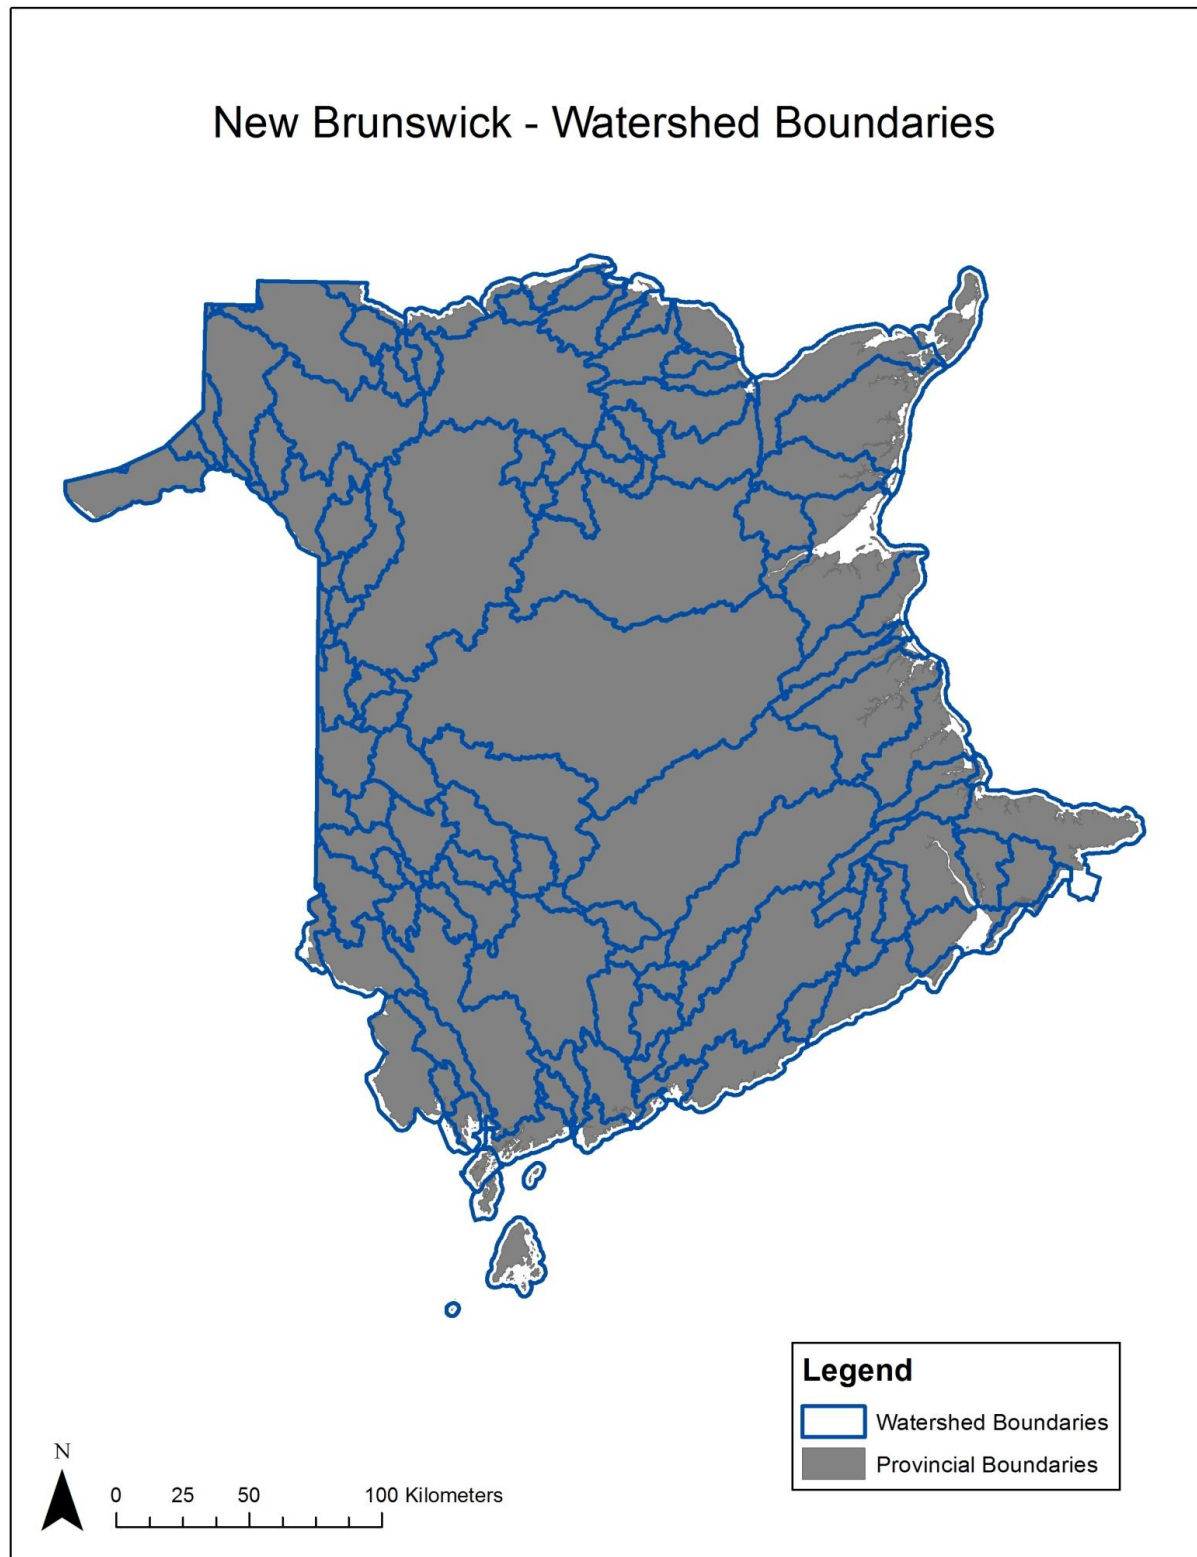 New Brunswick - Watershed Boundaries
Legend
Watershed Boundaries
Provincial Boundaries
N
0 25 50 100 Kilometers